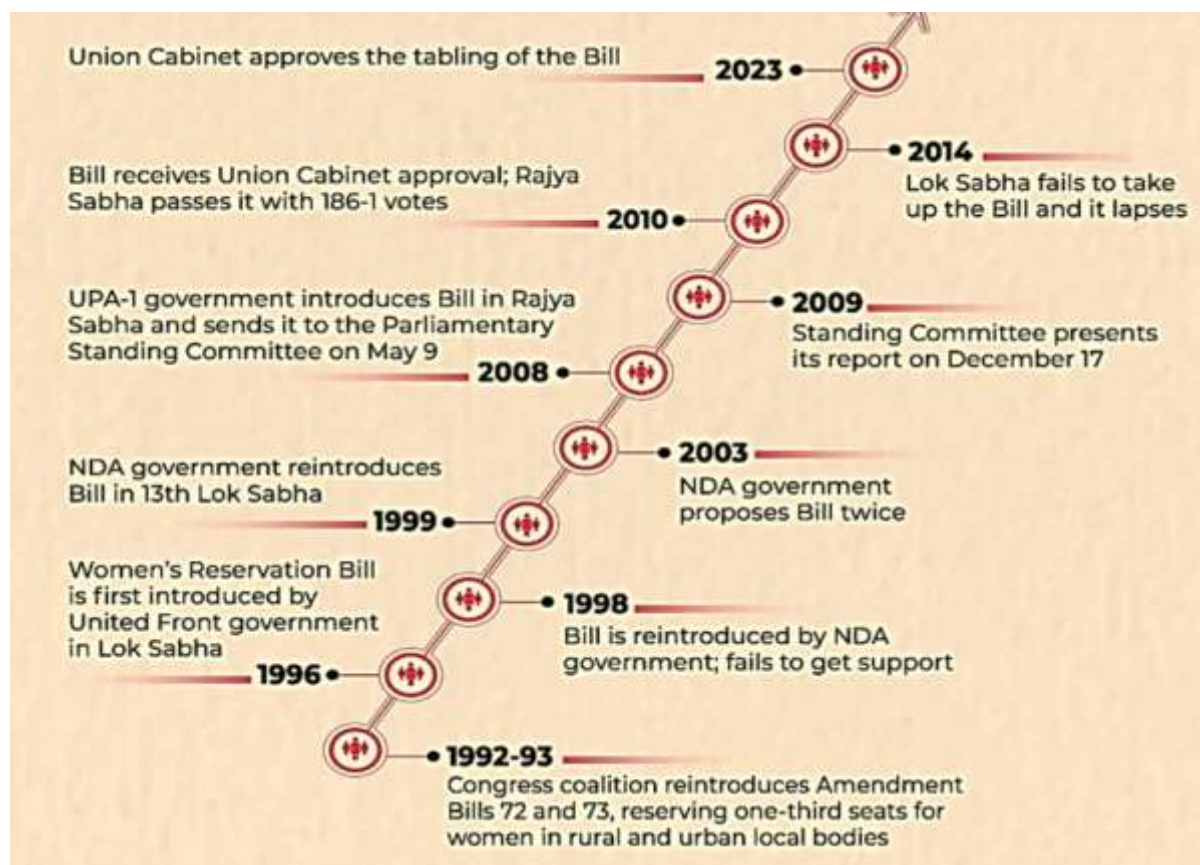 Union Cabinet approves the tabling of the Bill
2023
2014
Lok Sabha fails to take
up the Bill and it lapses
Bill receives Union Cabinet approval; Rajya
Sabha passes it with 186-1 votes
2010
2009
Standing Committee presents
its report on December 17
UPA-1 government introduces Bill in Rajya
Sabha and sends it to the Parliamentary
Standing Committee on May 9
2008
2003
NDA government
proposes Bill twice
NDA government reintroduces
Bill in 13th Lok Sabha
1999
1998
Bill is reintroduced by NDA
government; fails to get support
Women's Reservation Bill
is first introduced by
United Front government
in Lok Sabha
1996
1992-93
Congress coalition reintroduces Amendment
Bills 72 and 73, reserving one-third seats for
women in rural and urban local bodies